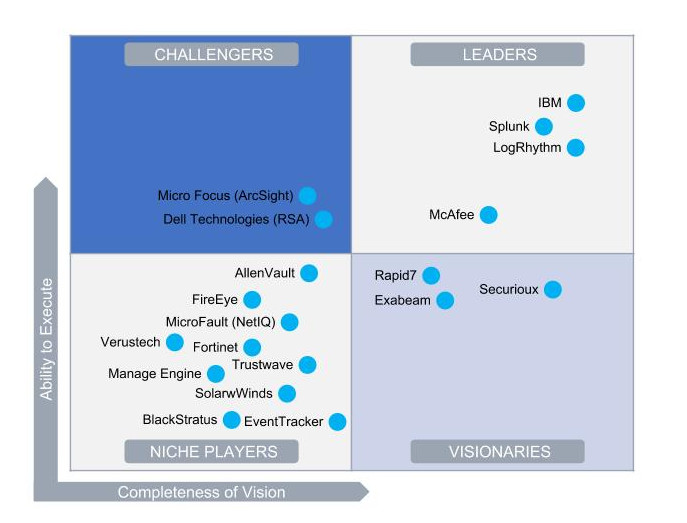 CHALLENGERS
LEADERS
IBM
Splunk
LogRhythm
Micro Focus (ArcSight)
Dell Technologies (RSA)
McAfee
AllenVault
FireEye
MicroFault (NetIQ)
Verustech
Fortinet
Trustwave
Manage Engine
SolarwWinds
BlackStratus
EventTracker
Rapid7
Securioux
Exabeam
NICHE PLAYERS
VISIONARIES
Ability to Execute
Completeness of Vision